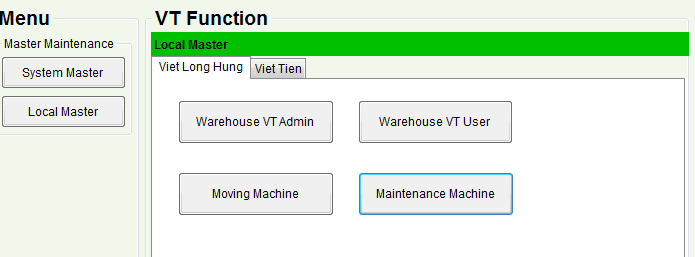 Menu
Master Maintenance
System Master
Local Master
VT Function
Local Master
Viet Long Hung
Viet Tien
Warehouse VT Admin
Warehouse VT User
Moving Machine
Maintenance Machine